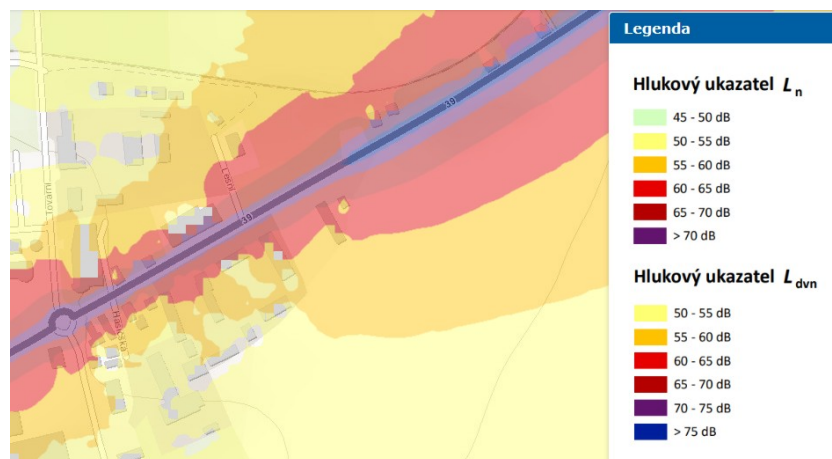 Legenda
Hlukový ukazatel Ln
45 - 50 dB
50 - 55 dB
55 - 60 dB
60 - 65 dB
65 - 70 dB
> 70 dB
Hlukový ukazatel Ldvn
50 - 55 dB
55 - 60 dB
60 - 65 dB
65 - 70 dB
70 - 75 dB
> 75 dB
39
Lesní
39
Tovární
Hasičská